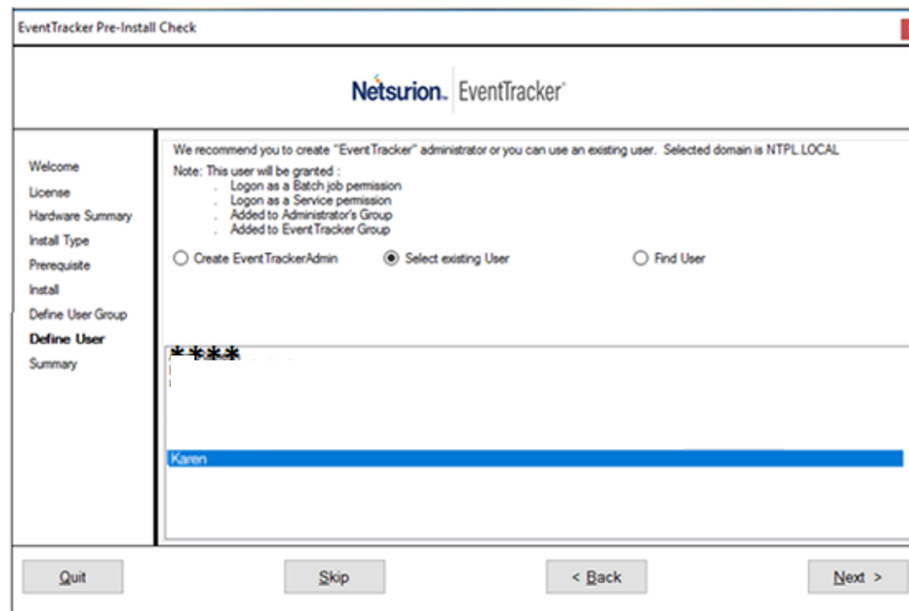 EventTracker Pre-Install Check
Netsurion. EventTracker
Welcome
License
Hardware Summary
Install Type
Prerequisite
Install
Define User Group
Define User
Summary
We recommend you to create "EventTracker" administrator or you can use an existing user. Selected domain is NTPL.LOCAL
Note: This user will be granted :
. Logon as a Batch job permission
. Logon as a Service permission
. Added to Administrator's Group
. Added to EventTracker Group
Create EventTrackerAdmin Select existing User Find User
****
Karen
Quit Skip < Back Next >